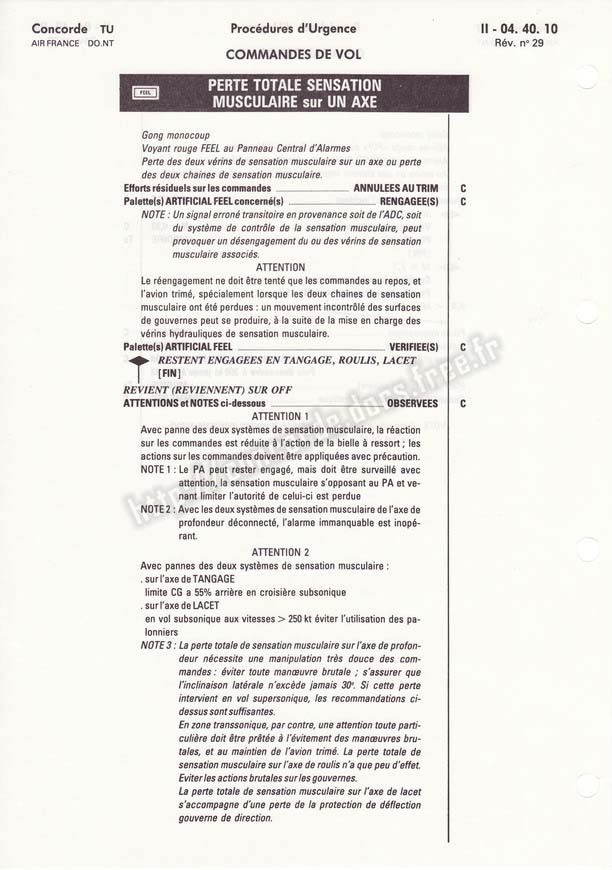 Concorde TU
Procédures d'Urgence
II - 04. 40. 10
AIR FRANCE DO.NT
Rév. n° 29
COMMANDES DE VOL
FEEL
PERTE TOTALE SENSATION
MUSCULAIRE sur UN AXE
Gong monocoup
Voyant rouge FEEL au Panneau Central d'Alarmes
Perte des deux vérins de sensation musculaire sur un axe ou perte
des deux chaines de sensation musculaire.
Efforts résiduels sur les commandes ANNULEES AU TRIM C
Palette(s) ARTIFICIAL FEEL concerné(s) RENGAGEE(S) C
NOTE : Un signal erroné transitoire en provenance soit de l'ADC, soit
du système de contrôle de la sensation musculaire, peut
provoquer un désengagement du ou des vérins de sensation
musculaire associés.
ATTENTION
Le réengagement ne doit être tenté que les commandes au repos, et
l'avion trimé, spécialement lorsque les deux chaines de sensation
musculaire ont été perdues : un mouvement incontrôlé des surfaces
de gouvernes peut se produire, à la suite de la mise en charge des
vérins hydrauliques de sensation musculaire.
Palette(s) ARTIFICIAL FEEL VERIFIEE(S) C
RESTENT ENGAGEES EN TANGAGE, ROULIS, LACET
[FIN]
REVIENT (REVIENNENT) SUR OFF
ATTENTIONS et NOTES ci-dessous OBSERVEES C
ATTENTION 1
Avec panne des deux systèmes de sensation musculaire, la réaction
sur les commandes est réduite à l'action de la bielle à ressort ; les
actions sur les commandes doivent être appliquées avec précaution.
NOTE 1 : Le PA peut rester engagé, mais doit être surveillé avec
attention, la sensation musculaire s'opposant au PA et ve-
nant limiter l'autorité de celui-ci est perdue
NOTE 2 : Avec les deux systèmes de sensation musculaire de l'axe de
profondeur déconnecté, l'alarme immanquable est inopé-
rant.
ATTENTION 2
Avec pannes des deux systèmes de sensation musculaire :
. sur l'axe de TANGAGE
limite CG a 55% arrière en croisière subsonique
. sur l'axe de LACET
en vol subsonique aux vitesses > 250 kt éviter l'utilisation des pa-
lonniers
NOTE 3 : La perte totale de sensation musculaire sur l'axe de profon-
deur nécessite une manipulation très douce des com-
mandes : éviter toute manœuvre brutale ; s'assurer que
l'inclinaison latérale n'excède jamais 30°. Si cette perte
intervient en vol supersonique, les recommandations ci-
dessus sont suffisantes.
En zone transsonique, par contre, une attention toute parti-
culière doit être prêtée à l'évitement des manœuvres bru-
tales, et au maintien de l'avion trimé. La perte totale de
sensation musculaire sur l'axe de roulis n'a que peu d'effet.
Eviter les actions brutales sur les gouvernes.
La perte totale de sensation musculaire sur l'axe de lacet
s'accompagne d'une perte de la protection de déflection
gouverne de direction.